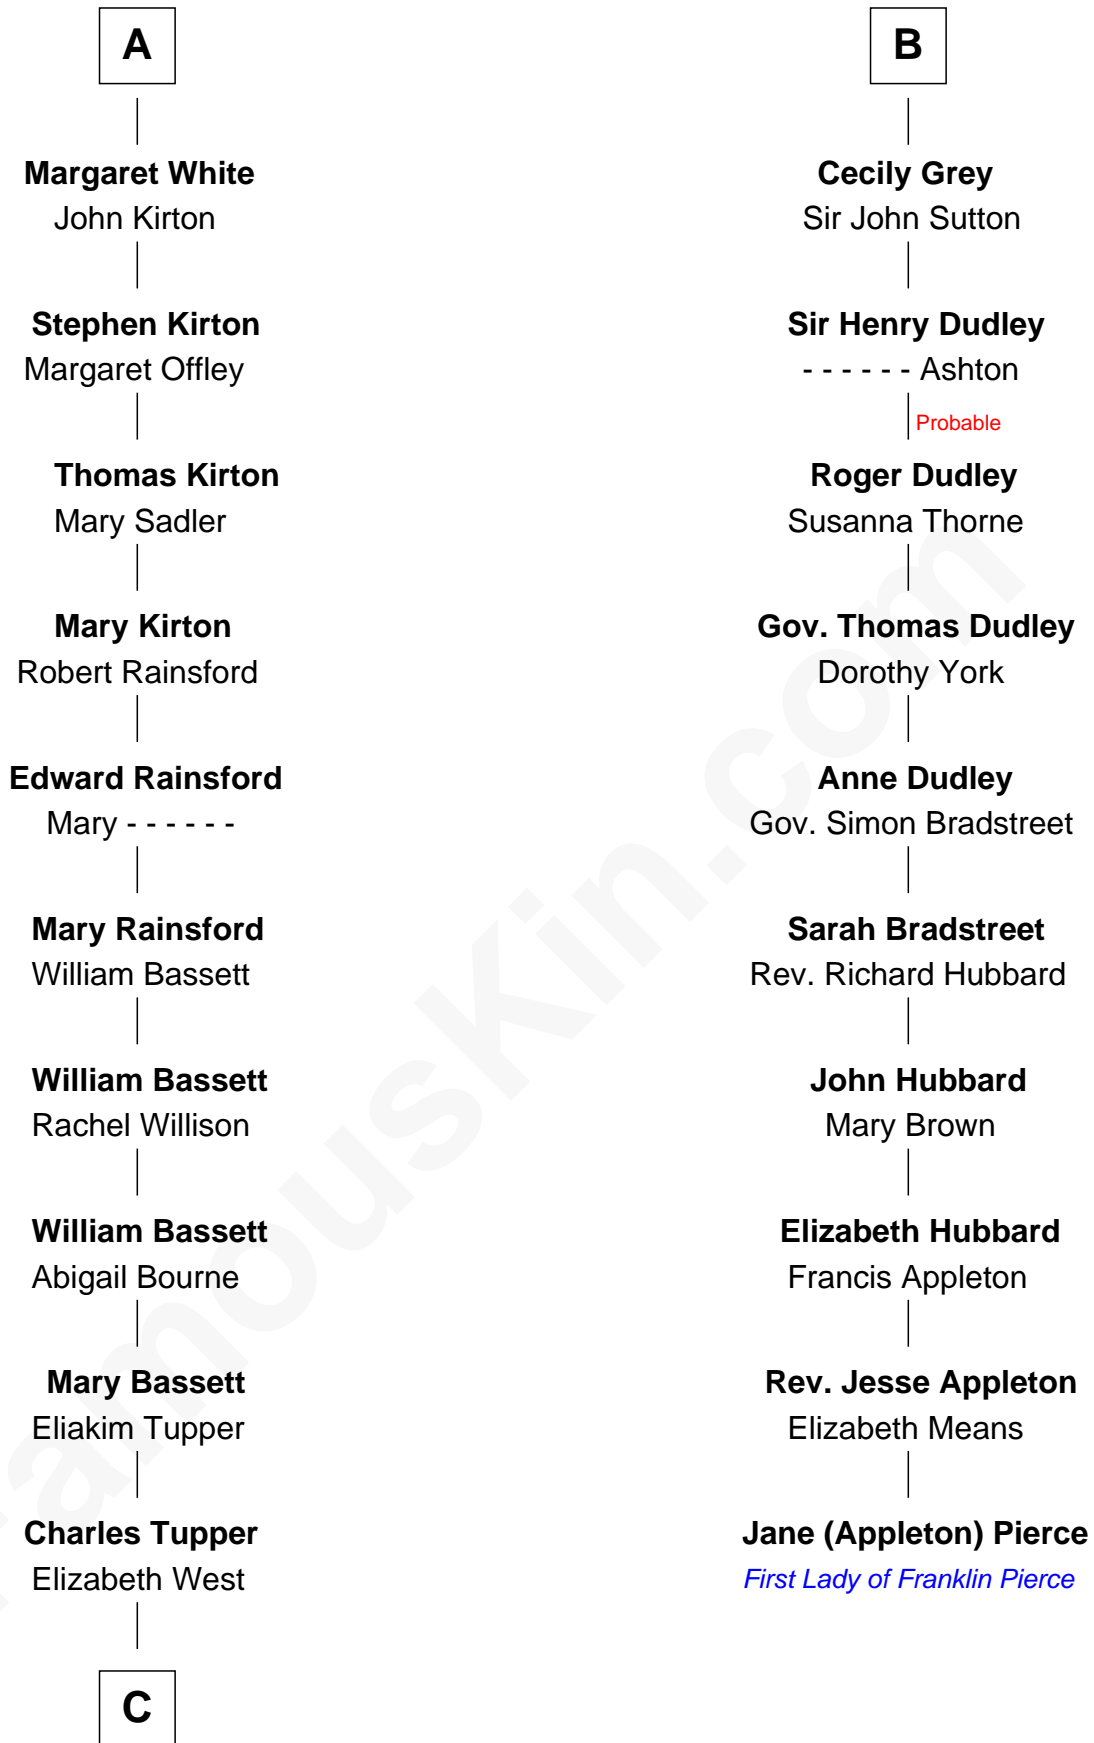 A
Margaret White
John Kirton
Stephen Kirton
Margaret Offley
Thomas Kirton
Mary Sadler
Mary Kirton
Robert Rainsford
Edward Rainsford
Mary - - - - - -
Mary Rainsford
William Bassett
William Bassett
Rachel Willison
William Bassett
Abigail Bourne
Mary Bassett
Eliakim Tupper
Charles Tupper
Elizabeth West
C
B
Cecily Grey
Sir John Sutton
Sir Henry Dudley
- - - - - - Ashton
Probable
Roger Dudley
Susanna Thorne
Gov. Thomas Dudley
Dorothy York
Anne Dudley
Gov. Simon Bradstreet
Sarah Bradstreet
Rev. Richard Hubbard
John Hubbard
Mary Brown
Elizabeth Hubbard
Francis Appleton
Rev. Jesse Appleton
Elizabeth Means
Jane (Appleton) Pierce
First Lady of Franklin Pierce
FamousKin.com